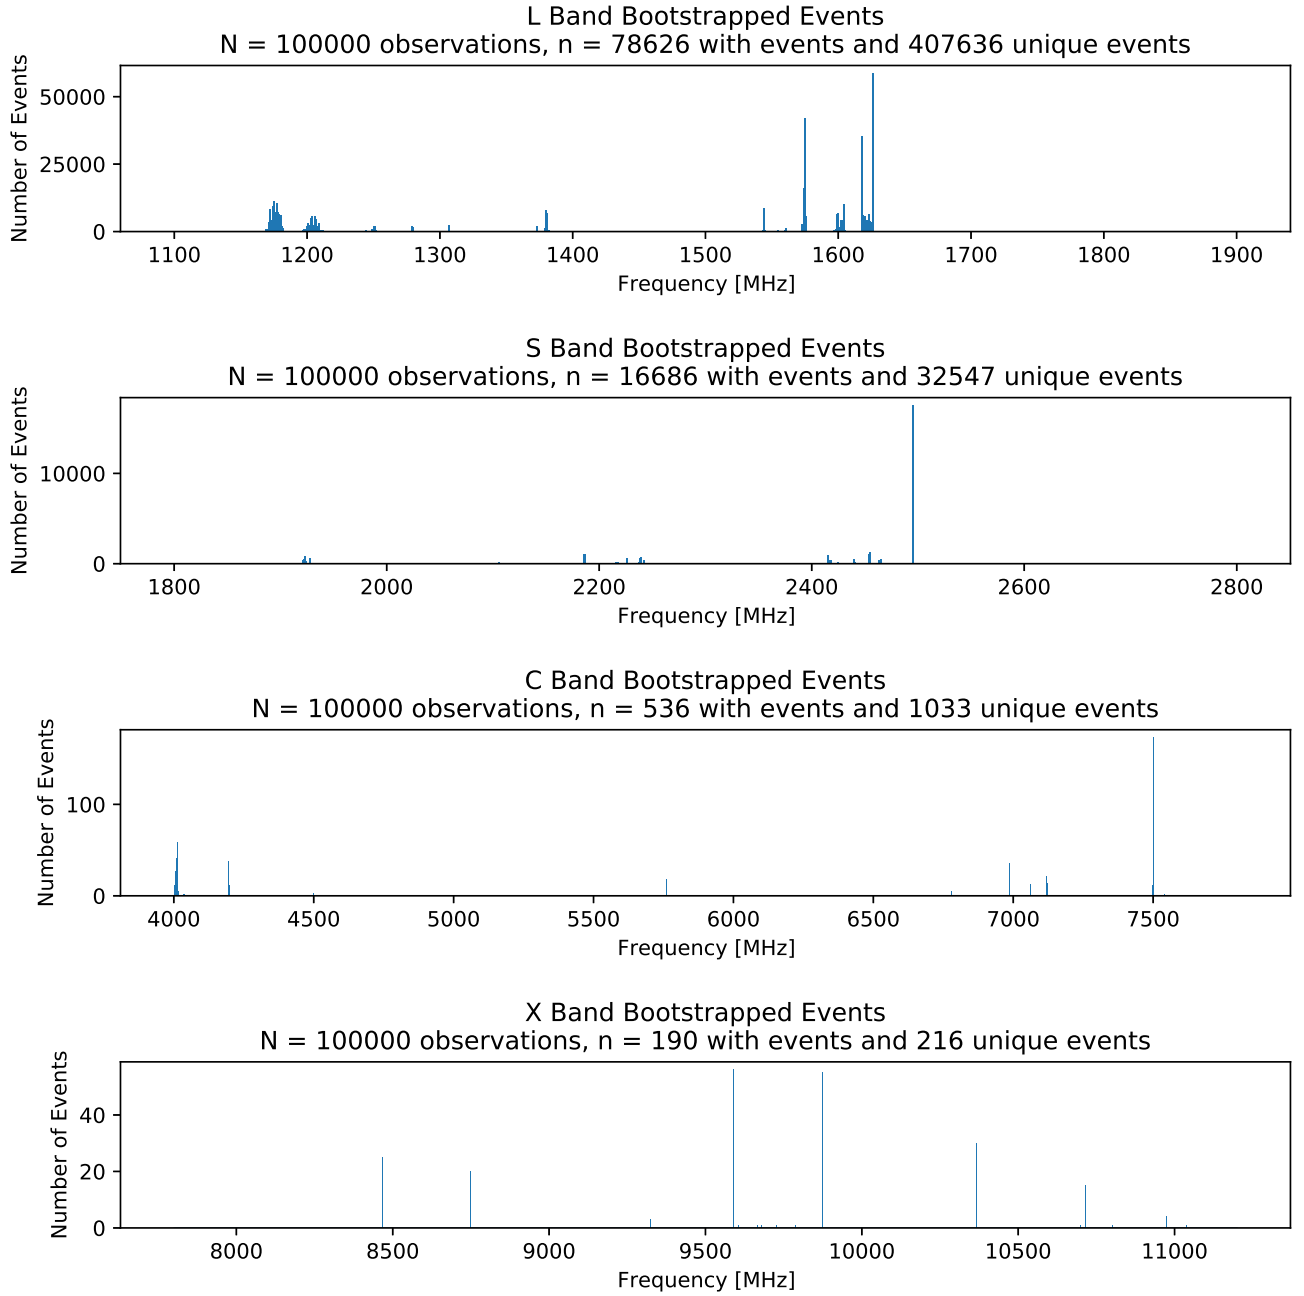 L Band Bootstrapped Events
N = 100000 observations, n = 78626 with events and 407636 unique events
Number of Events
50000
25000
0
1100 1200 1300 1400 1500 1600 1700 1800 1900
Frequency [MHz]
S Band Bootstrapped Events
N = 100000 observations, n = 16686 with events and 32547 unique events
Number of Events
10000
0
1800 2000 2200 2400 2600 2800
Frequency [MHz]
C Band Bootstrapped Events
N = 100000 observations, n = 536 with events and 1033 unique events
Number of Events
100
0
4000 4500 5000 5500 6000 6500 7000 7500
Frequency [MHz]
X Band Bootstrapped Events
N = 100000 observations, n = 190 with events and 216 unique events
Number of Events
40
20
0
8000 8500 9000 9500 10000 10500 11000
Frequency [MHz]